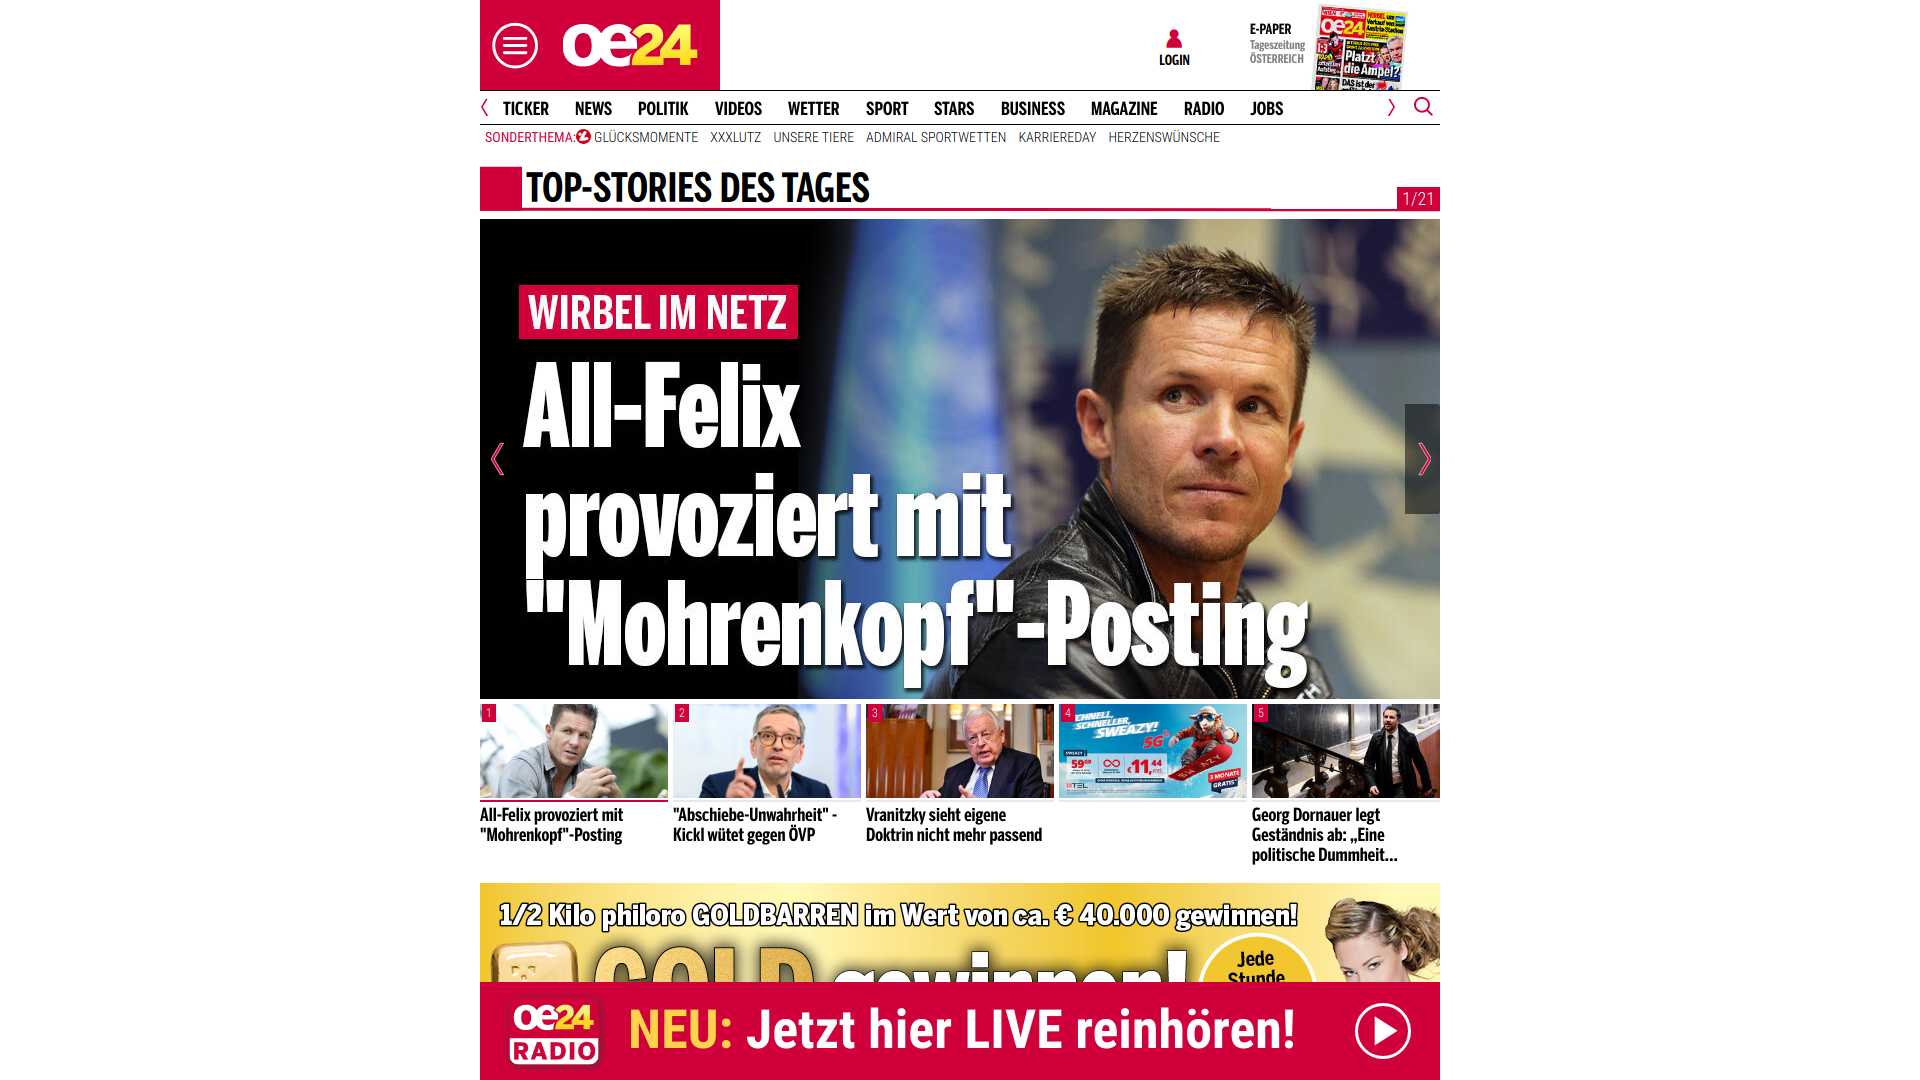 oe24
LOGIN
E-PAPER
Tageszeitung
ÖSTERREICH
oe24
Platzt
die Ampel?
TICKER NEWS POLITIK VIDEOS WETTER SPORT STARS BUSINESS MAGAZINE RADIO JOBS
SONDERTHEMA: GLÜCKSMOMENTE XXXLUTZ UNSERE TIERE ADMIRAL SPORTWETTEN KARRIEREDAY HERZENSWÜNSCHE
TOP-STORIES DES TAGES
1/21
WIRBEL IM NETZ
All-Felix
provoziert mit
"Mohrenkopf"-Posting
1
2
3
4
5
SCHNELL,
SCHNELLER,
SWEAZY!
5G
€11,44
3 MONATE
GRATIS*
All-Felix provoziert mit
"Mohrenkopf"-Posting
"Abschiebe-Unwahrheit" -
Kickl wütet gegen ÖVP
Vranitzky sieht eigene
Doktrin nicht mehr passend
Georg Dornauer legt
Geständnis ab: „Eine
politische Dummheit...
1/2 Kilo philoro GOLDBARREN im Wert von ca. € 40.000 gewinnen!
GOLD gewinnen!
Jede
Stunde
oe24
RADIO
NEU: Jetzt hier LIVE reinhören!